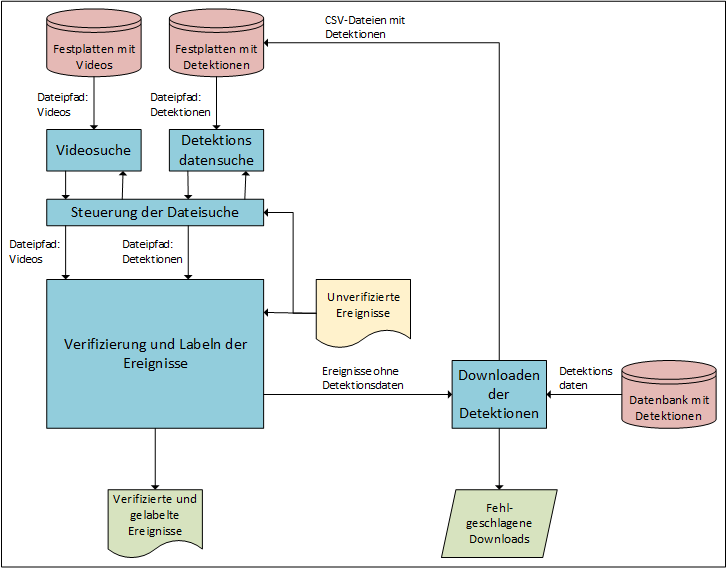 Festplatten mit
Videos
Festplatten mit
Detektionen
CSV-Dateien mit
Detektionen
Dateipfad:
Videos
Dateipfad:
Detektionen
Videosuche
Detektions
datensuche
Steuerung der Dateisuche
Dateipfad:
Videos
Dateipfad:
Detektionen
Unverifizierte
Ereignisse
Verifizierung und Labeln der
Ereignisse
Ereignisse ohne
Detektionsdaten
Downloaden
der
Detektionen
Detektions
daten
Datenbank mit
Detektionen
Verifizierte und
gelabelte
Ereignisse
Fehl-
geschlagene
Downloads